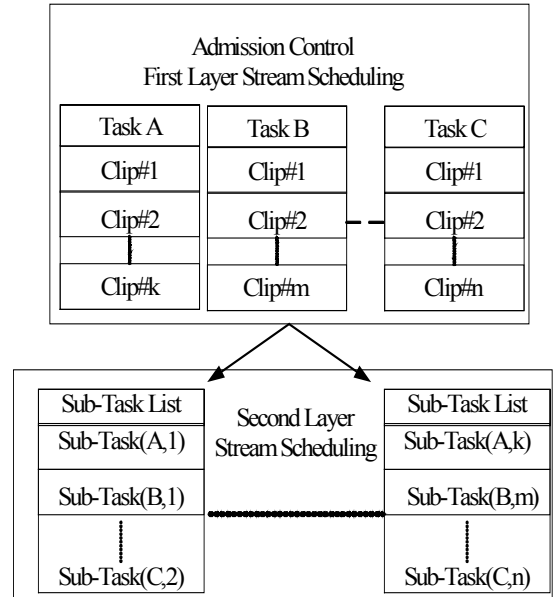 Admission Control
First Layer Stream Scheduling
Task A
Clip#1
Clip#2
Clip#k
Task B
Clip#1
Clip#2
Clip#m
Task C
Clip#1
Clip#2
Clip#n
Sub-Task List
Sub-Task(A,1)
Sub-Task(B,1)
Sub-Task(C,2)
Second Layer
Stream Scheduling
Sub-Task List
Sub-Task(A,k)
Sub-Task(B,m)
Sub-Task(C,n)